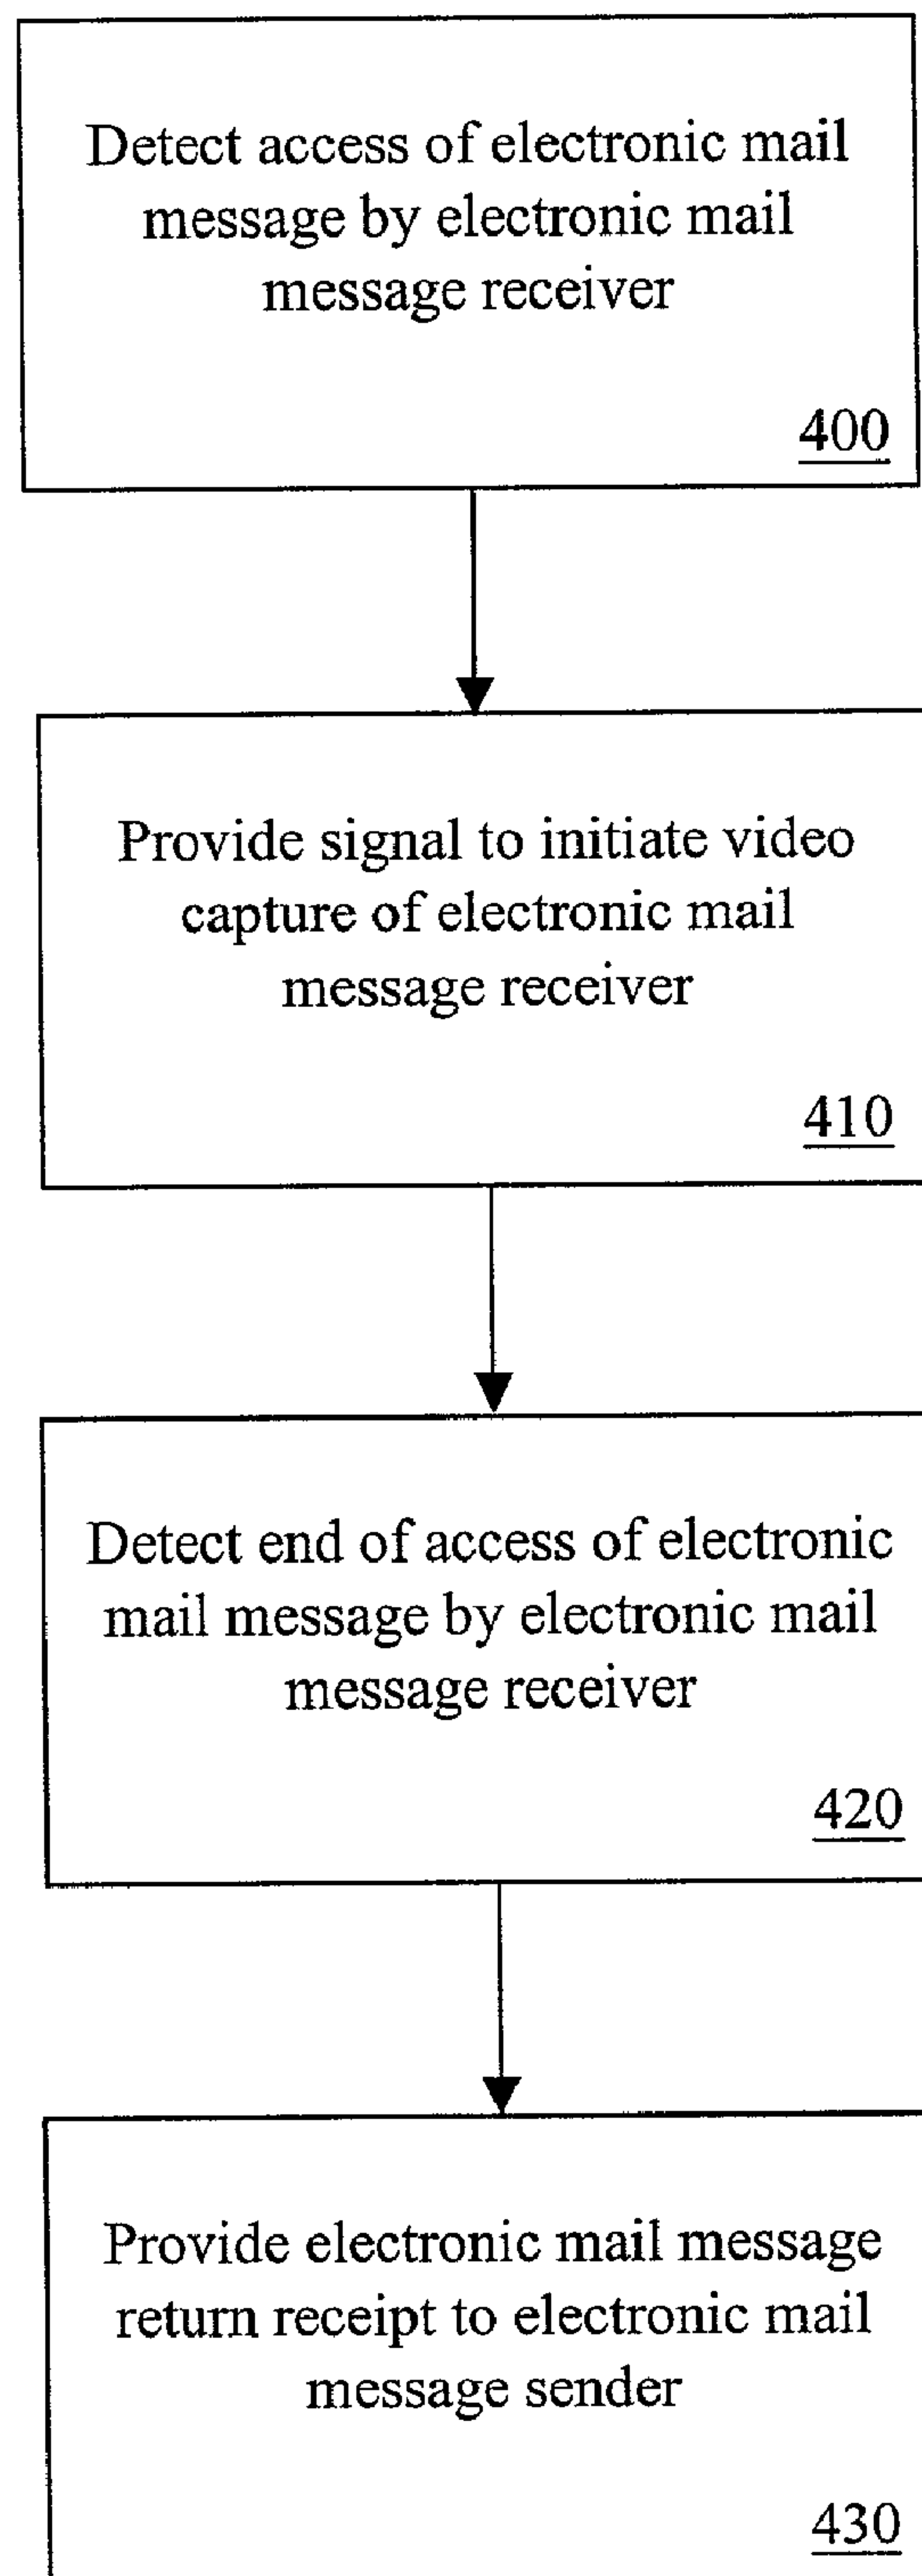 Detect access of electronic mail
message by electronic mail
message receiver
400
Provide signal to initiate video
capture of electronic mail
message receiver
410
Detect end of access of electronic
mail message by electronic mail
message receiver
420
Provide electronic mail message
return receipt to electronic mail
message sender
430